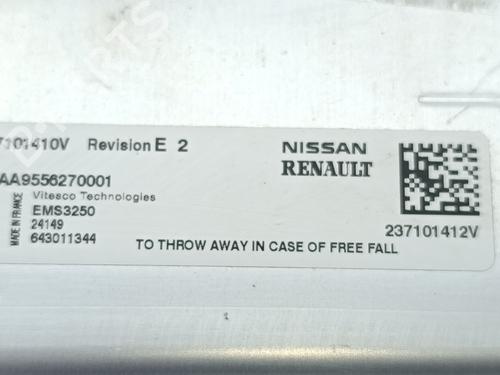 7101410V Revision E 2
NISSAN
RENAULT
AA9556270001
Vitesco Technologies
EMS3250
24149
643011344
MADE IN FRANCE
TO THROW AWAY IN CASE OF FREE FALL
237101412V